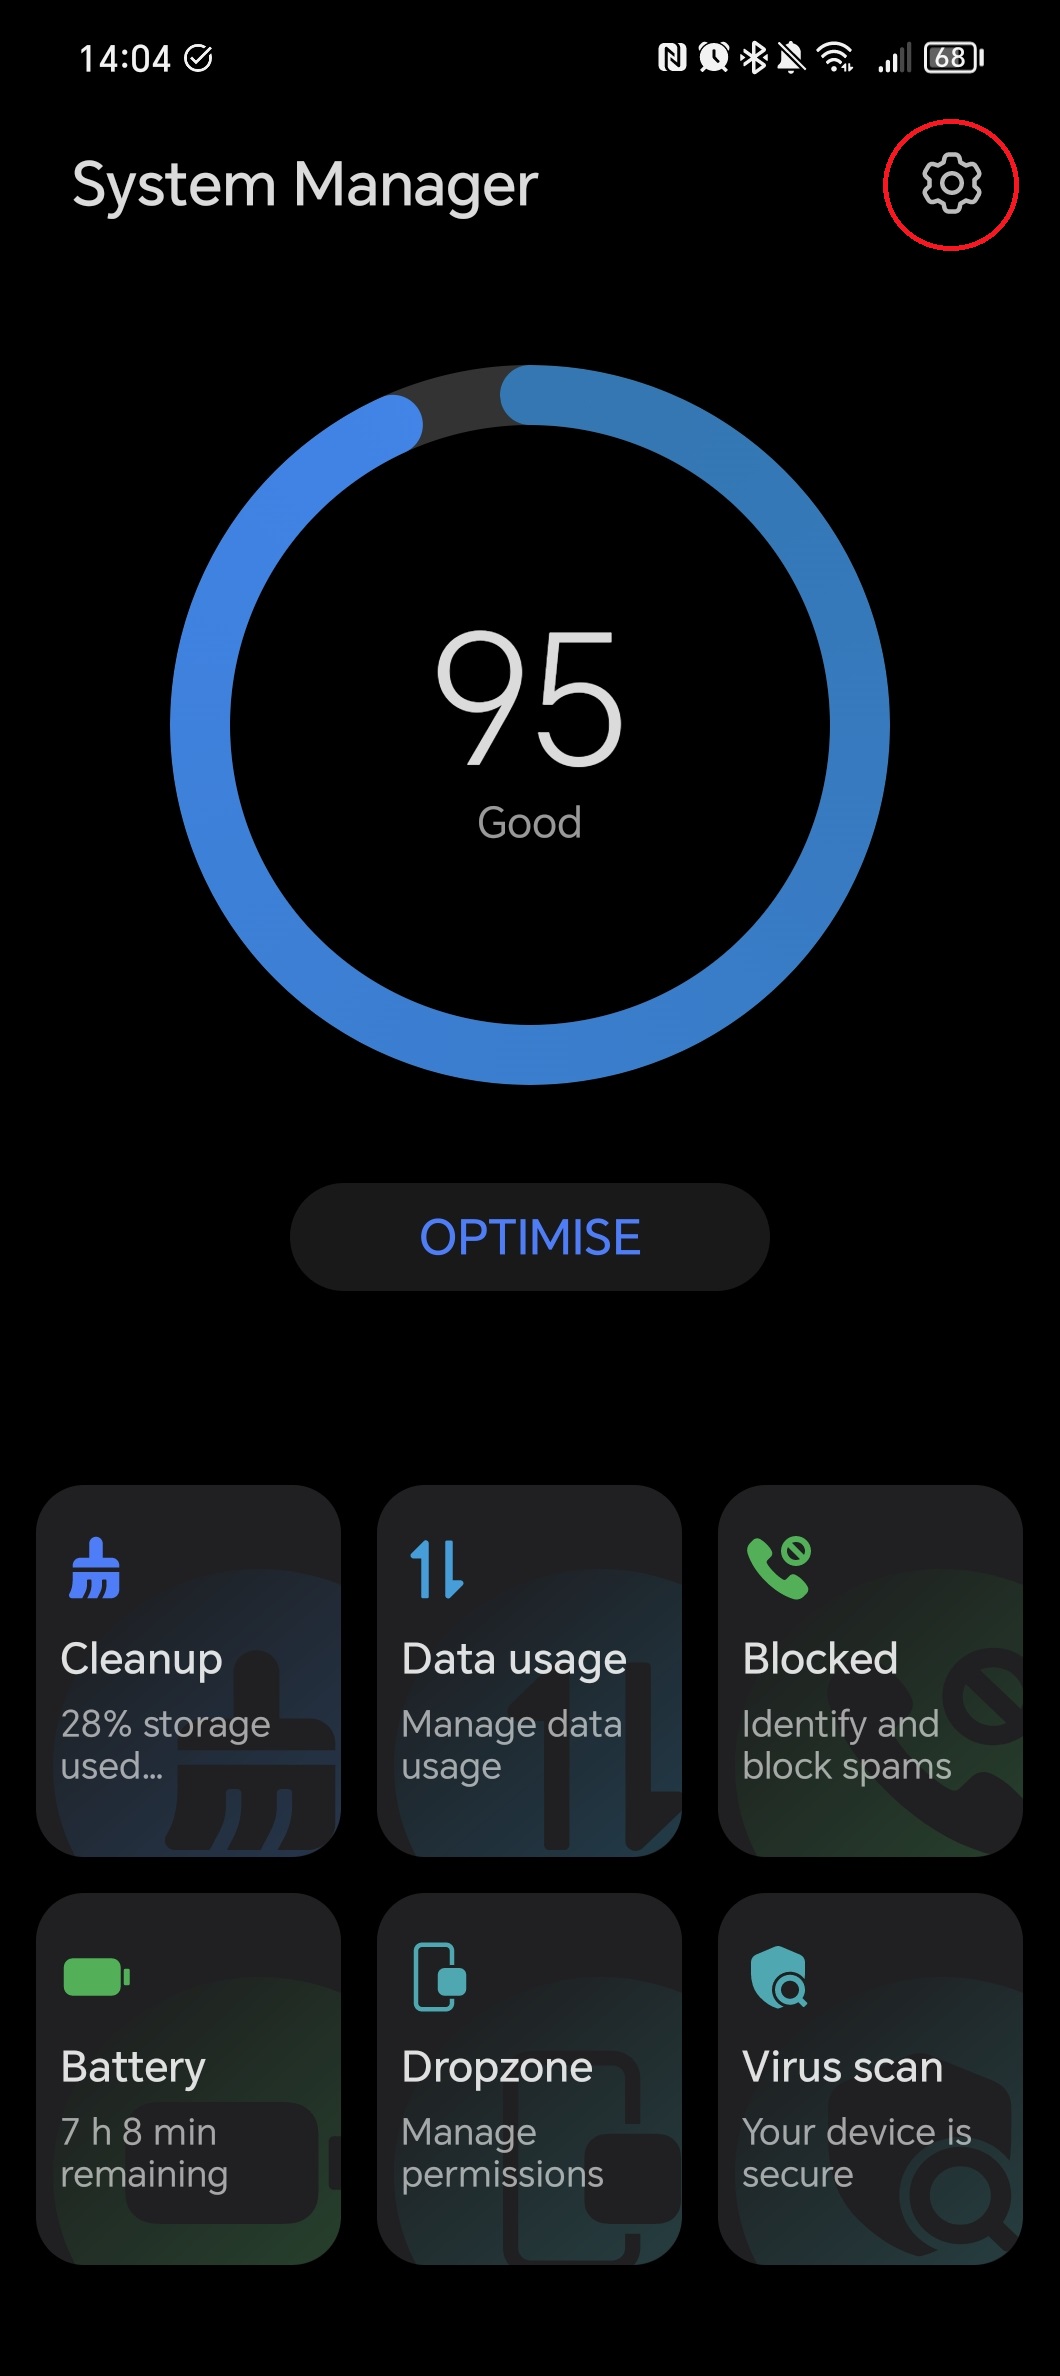 14:04
68
System Manager
95
Good
OPTIMISE
Cleanup
28% storage
used...
Data usage
Manage data
usage
Blocked
Identify and
block spams
Battery
7 h 8 min
remaining
Dropzone
Manage
permissions
Virus scan
Your device is
secure